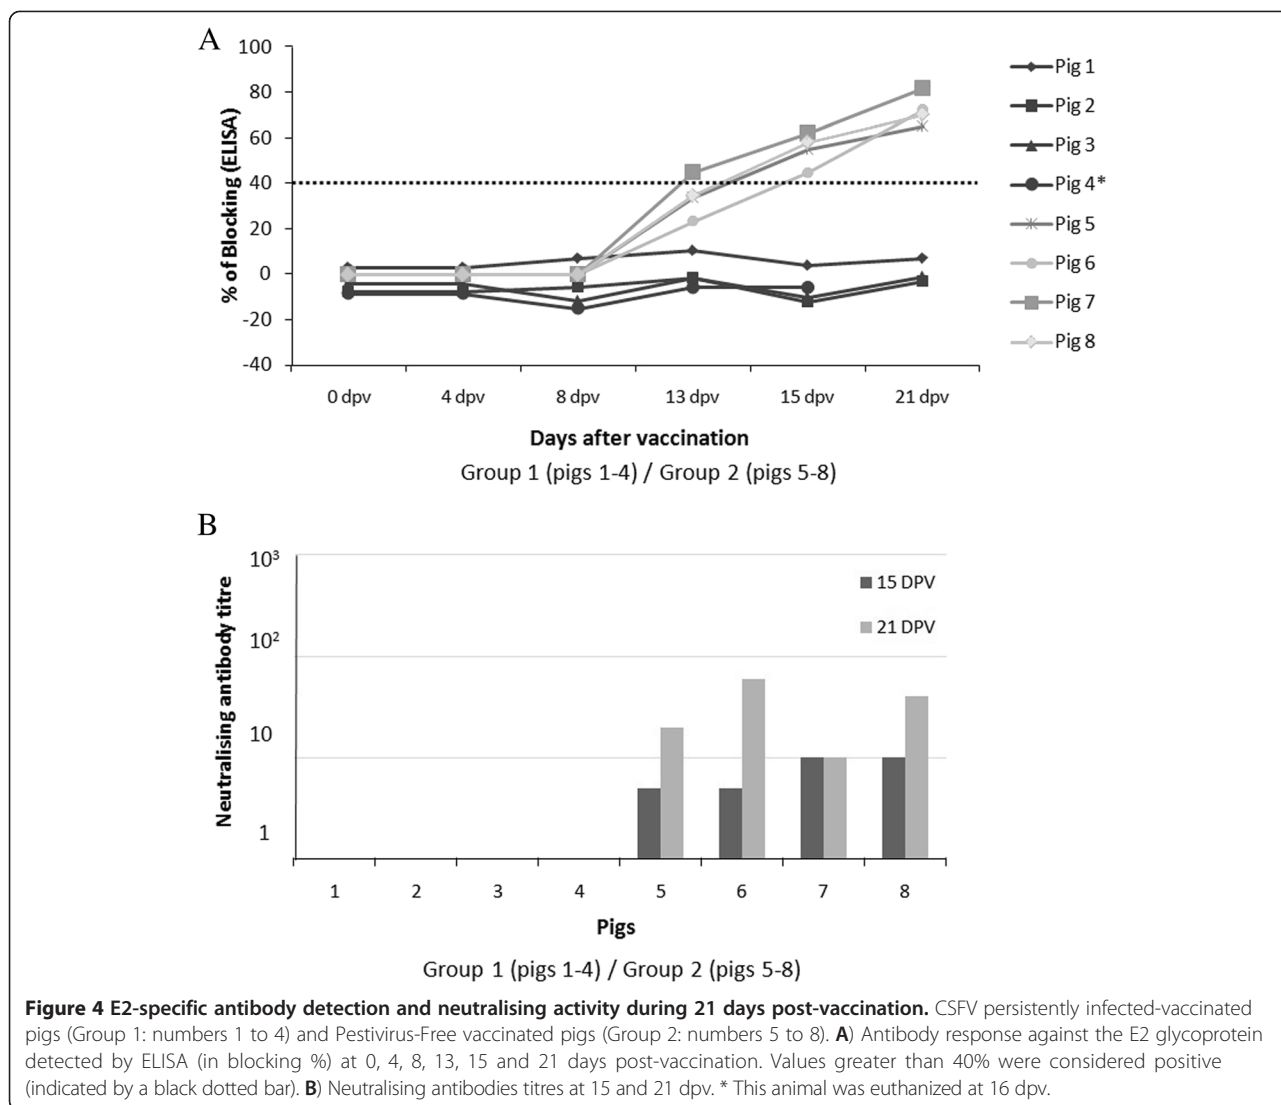 A
100
80
60
40
20
0
-20
-40
% of Blocking (ELISA)
0 dpv 4 dpv 8 dpv 13 dpv 15 dpv 21 dpv
Days after vaccination
Group 1 (pigs 1-4) / Group 2 (pigs 5-8)
Pig 1
Pig 2
Pig 3
Pig 4*
Pig 5
Pig 6
Pig 7
Pig 8
B
10³
10²
10
1
Neutralising antibody titre
15 DPV
21 DPV
1 2 3 4 5 6 7 8
Pigs
Group 1 (pigs 1-4) / Group 2 (pigs 5-8)
Figure 4 E2-specific antibody detection and neutralising activity during 21 days post-vaccination. CSFV persistently infected-vaccinated
pigs (Group 1: numbers 1 to 4) and Pestivirus-Free vaccinated pigs (Group 2: numbers 5 to 8). A) Antibody response against the E2 glycoprotein
detected by ELISA (in blocking %) at 0, 4, 8, 13, 15 and 21 days post-vaccination. Values greater than 40% were considered positive
(indicated by a black dotted bar). B) Neutralising antibodies titres at 15 and 21 dpv. * This animal was euthanized at 16 dpv.